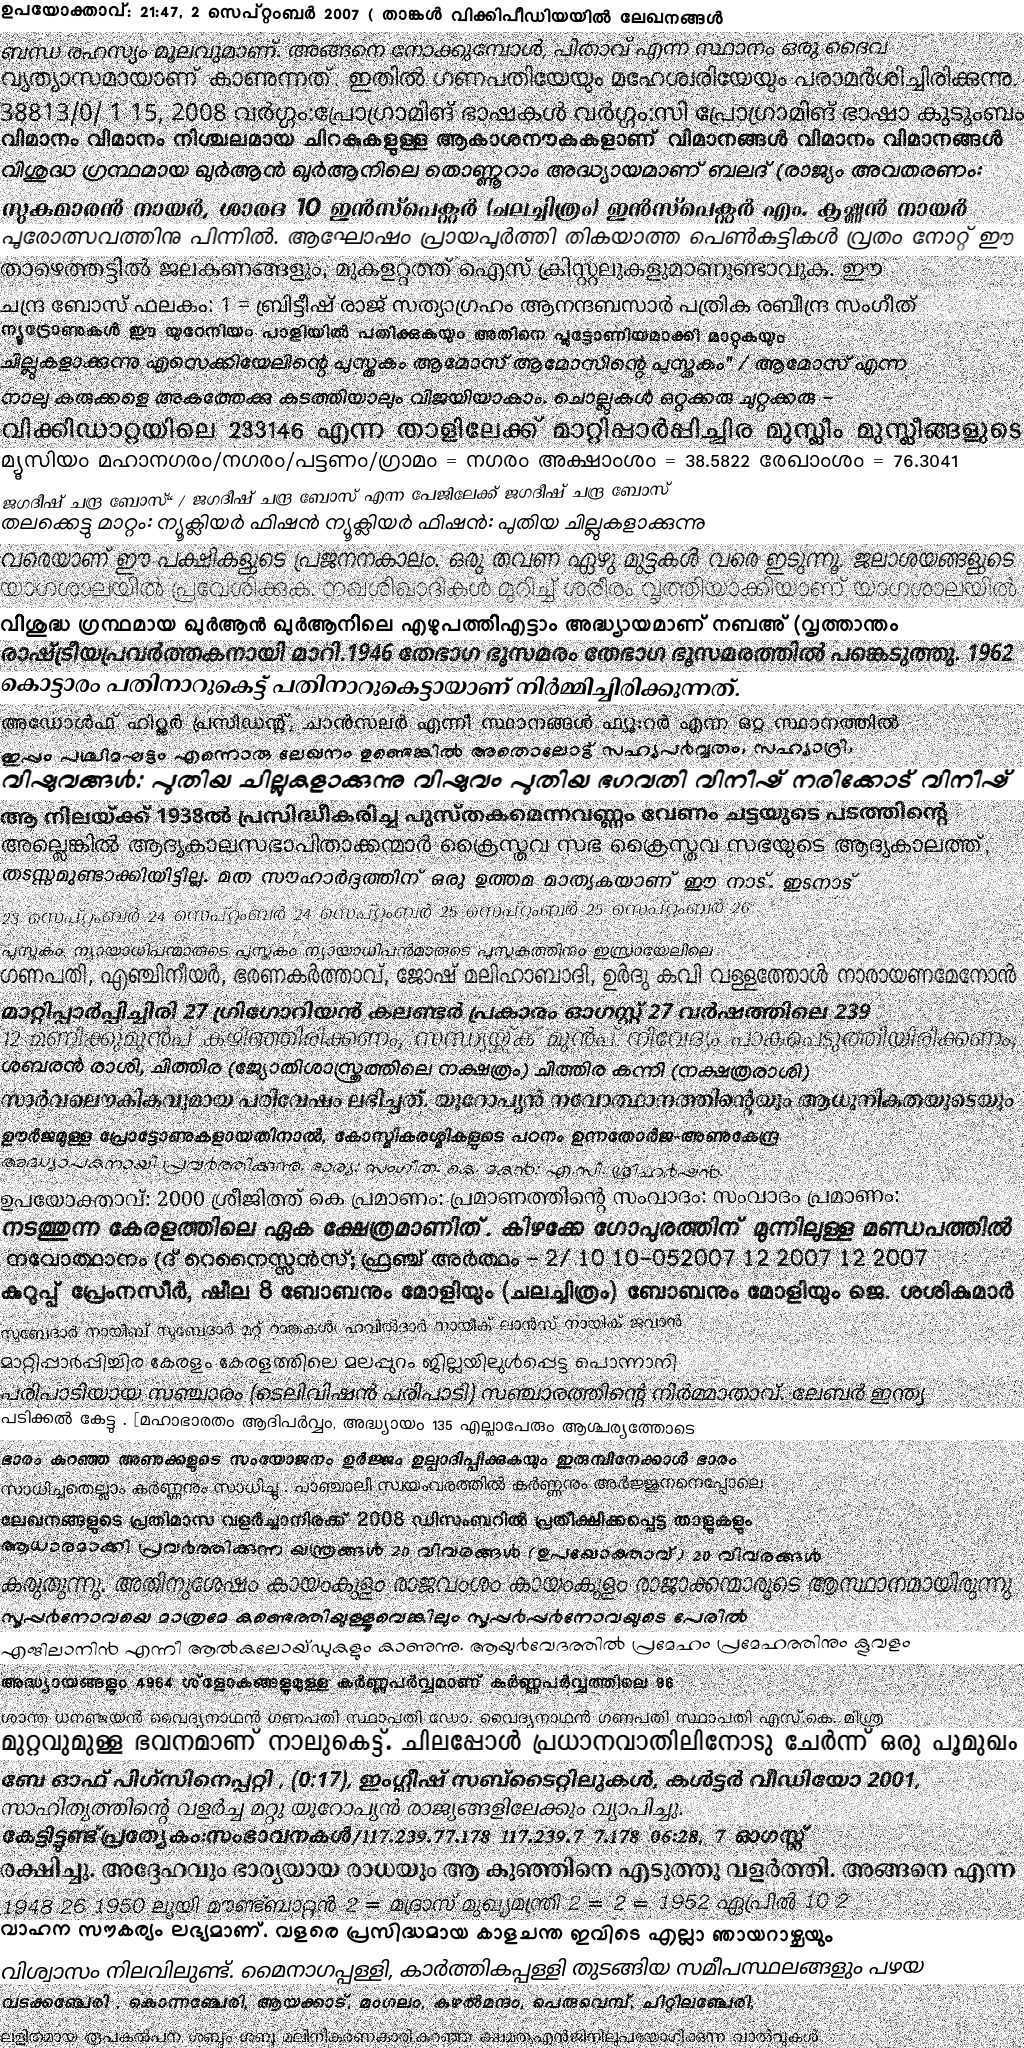 ഉപയോക്താവ്: 21:47, 2 സെപ്റ്റംബർ 2007 ( താങ്കൾ വിക്കിപീഡിയയിൽ ലേഖനങ്ങൾ
ബന്ധ രഹസ്യം മൂലവുമാണ്. അങ്ങനെ നോക്കുമ്പോൾ, പിതാവ് എന്ന സ്ഥാനം ഒരു ദൈവ
വ്യത്യാസമായാണ് കാണുന്നത്. ഇതിൽ ഗണപതിയേയും മഹേശ്വരിയേയും പരാമർശിച്ചിരിക്കുന്നു.
38813/0/ 1 15, 2008 വർഗ്ഗം:പ്രോഗ്രാമിങ് ഭാഷകൾ വർഗ്ഗം:സി പ്രോഗ്രാമിങ് ഭാഷാ കുടുംബം
വിമാനം വിമാനം നിശ്ചലമായ ചിറകുകളുള്ള ആകാശനൗകകളാണ് വിമാനങ്ങൾ വിമാനം വിമാനങ്ങൾ
വിശുദ്ധ ഗ്രന്ഥമായ ഖുർആൻ ഖുർആനിലെ തൊണ്ണൂറാം അദ്ധ്യായമാണ് ബലദ് (രാജ്യം അവതരണം:
സുകുമാരൻ നായർ, ശാരദ 10 ഇൻസ്പെക്ടർ (ചലച്ചിത്രം) ഇൻസ്പെക്ടർ എം. കൃഷ്ണൻ നായർ
പൂരോത്സവത്തിനു പിന്നിൽ. ആഘോഷം പ്രായപൂർത്തി തികയാത്ത പെൺകുട്ടികൾ വ്രതം നോറ്റ് ഈ
താഴെത്തട്ടിൽ ജലകണങ്ങളും, മുകളറ്റത്ത് ഐസ് ക്രിസ്റ്റലുകളുമാണുണ്ടാവുക. ഈ
ചന്ദ്ര ബോസ് ഫലകം: 1 = ബ്രിട്ടീഷ് രാജ് സത്യാഗ്രഹം ആനന്ദബസാർ പത്രിക രബീന്ദ്ര സംഗീത്
ന്യൂട്രോണുകൾ ഈ യുറേനിയം പാളിയിൽ പതിക്കുകയും അതിനെ പ്ലൂട്ടോണിയമാക്കി മാറ്റുകയും
ചില്ലുകളാക്കുന്നു എസെക്കിയേലിന്റെ പുസ്തകം ആമോസ് ആമോസിന്റെ പുസ്തകം" / ആമോസ് എന്ന
നാലു കരുക്കളെ അകത്തേക്കു കടത്തിയാലും വിജയിയാകാം. ചൊല്ലുകൾ ഒറ്റക്കരു ചുറ്റക്കരു –
വിക്കിഡാറ്റയിലെ 233146 എന്ന താളിലേക്ക് മാറ്റിപ്പാർപ്പിച്ചിര മുസ്ലീം മുസ്ലീങ്ങളുടെ
മ്യൂസിയം മഹാനഗരം/നഗരം/പട്ടണം/ഗ്രാമം = നഗരം അക്ഷാംശം = 38.5822 രേഖാംശം = 76.3041
ജഗദീഷ് ചന്ദ്ര ബോസ്‌" / ജഗദീഷ് ചന്ദ്ര ബോസ് എന്ന പേജിലേക്ക് ജഗദീഷ് ചന്ദ്ര ബോസ്
തലക്കെട്ടു മാറ്റം: ന്യൂക്ലിയർ ഫിഷൻ ന്യൂക്ലിയർ ഫിഷൻ: പുതിയ ചില്ലുകളാക്കുന്നു
വരെയാണ് ഈ പക്ഷികളുടെ പ്രജനനകാലം. ഒരു തവണ ഏഴു മുട്ടകൾ വരെ ഇടുന്നു. ജലാശയങ്ങളുടെ
യാഗശാലയിൽ പ്രവേശിക്കുക. നഖശിഖാദികൾ മുറിച്ച് ശരീരം വൃത്തിയാക്കിയാണ് യാഗശാലയിൽ
വിശുദ്ധ ഗ്രന്ഥമായ ഖുർആൻ ഖുർആനിലെ എഴുപത്തിഎട്ടാം അദ്ധ്യായമാണ് നബഅ് (വൃത്താന്തം
രാഷ്ട്രീയപ്രവർത്തകനായി മാറി.1946 തേഭാഗ ഭൂസമരം തേഭാഗ ഭൂസമരത്തിൽ പങ്കെടുത്തു. 1962
കൊട്ടാരം പതിനാറുകെട്ട് പതിനാറുകെട്ടായാണ് നിർമ്മിച്ചിരിക്കുന്നത്.
അഡോൾഫ് ഹിറ്റ്ലർ പ്രസിഡന്റ്, ചാൻസലർ എന്നീ സ്ഥാനങ്ങൾ ഫ്യൂറർ എന്ന ഒറ്റ സ്ഥാനത്തിൽ
ഇപ്പം പശ്ചിമഘട്ടം എന്നൊരു ലേഖനം ഉണ്ടെങ്കിൽ അതൊലോട്ട് സഹ്യപർവ്വതം, സഹ്യാദ്രി,
വിഷുവങ്ങൾ: പുതിയ ചില്ലുകളാക്കുന്നു വിഷുവം പുതിയ ഭഗവതി വിനീഷ് നരിക്കോട് വിനീഷ്
ആ നിലയ്ക്ക് 1938ൽ പ്രസിദ്ധീകരിച്ച പുസ്തകമെന്നവണ്ണം വേണം ചട്ടയുടെ പടത്തിന്റെ
അല്ലെങ്കിൽ ആദ്യകാലസഭാപിതാക്കന്മാർ ക്രൈസ്തവ സഭ ക്രൈസ്തവ സഭയുടെ ആദ്യകാലത്ത്,
തടസ്സമുണ്ടാക്കിയിട്ടില്ല. മത സൗഹാർദ്ദത്തിന് ഒരു ഉത്തമ മാതൃകയാണ് ഈ നാട്. ഇടനാട്
23 സെപ്റ്റംബർ 24 സെപ്റ്റംബർ 24 സെപ്റ്റംബർ 25 സെപ്റ്റംബർ 25 സെപ്റ്റംബർ 26
പുസ്തകം. ന്യായാധിപന്മാരുടെ പുസ്തകം ന്യായാധിപൻമാരുടെ പുസ്തകത്തിനും ഇസ്രായേലിലെ
ഗണപതി, എഞ്ചിനീയർ, ഭരണകർത്താവ്, ജോഷ് മലിഹാബാദി, ഉർദു കവി വള്ളത്തോൾ നാരായണമേനോൻ
മാറ്റിപ്പാർപ്പിച്ചിരി 27 ഗ്രിഗോറിയൻ കലണ്ടർ പ്രകാരം ഓഗസ്റ്റ് 27 വർഷത്തിലെ 239
12 മണിക്കുമുൻപ് കഴിഞ്ഞിരിക്കണം, സന്ധ്യയ്ക്ക് മുൻപ് നിവേദ്യം പാകപ്പെടുത്തിയിരിക്കണം,
ശബരൻ രാശി, ചിത്തിര (ജ്യോതിശാസ്ത്രത്തിലെ നക്ഷത്രം) ചിത്തിര കന്നി (നക്ഷത്രരാശി)
സാർവലൗകികവുമായ പരിവേഷം ലഭിച്ചത്. യൂറോപ്യൻ നവോത്ഥാനത്തിന്റെയും ആധുനികതയുടെയും
ഊർജമുള്ള പ്രോട്ടോണുകളായതിനാൽ, കോസ്മികരശ്മികളുടെ പഠനം ഉന്നതോർജ-അണുകേന്ദ്ര
അദ്ധ്യാപകനായി പ്രവർത്തിക്കുന്നു. ഭാര്യ: സംഗീത. കെ. മകൻ: എ.സി. ശ്രീഹർഷൻ.
ഉപയോക്താവ്: 2000 ശ്രീജിത്ത് കെ പ്രമാണം: പ്രമാണത്തിന്റെ സംവാദം: സംവാദം പ്രമാണം:
നടത്തുന്ന കേരളത്തിലെ ഏക ക്ഷേത്രമാണിത്. കിഴക്കേ ഗോപുരത്തിന് മുന്നിലുള്ള മണ്ഡപത്തിൽ
നവോത്ഥാനം (ദ് റെനൈസ്സൻസ്; ഫ്രഞ്ച് അർത്ഥം – 2/ 10 10–052007 12 2007 12 2007
കുറുപ്പ് പ്രേംനസീർ, ഷീല 8 ബോബനും മോളിയും (ചലച്ചിത്രം) ബോബനും മോളിയും ജെ. ശശികുമാർ
സുബേദാർ നായിബ് സുബേദാർ മറ്റ് റാങ്കുകൾ ഹവിൽദാർ നായിക് ലാൻസ് നായിക് ജവാൻ
മാറ്റിപ്പാർപ്പിച്ചിര കേരളം കേരളത്തിലെ മലപ്പുറം ജില്ലയിലുൾപ്പെട്ട പൊന്നാനി
പരിപാടിയായ സഞ്ചാരം (ടെലിവിഷൻ പരിപാടി) സഞ്ചാരത്തിന്റെ നിർമ്മാതാവ്. ലേബർ ഇന്ത്യ
പടിക്കൽ കേട്ടു . [മഹാഭാരതം ആദിപർവ്വം, അദ്ധ്യായം 135 എല്ലാപേരും ആശ്ചര്യത്തോടെ
ഭാരം കുറഞ്ഞ അണുക്കളുടെ സംയോജനം ഊർജ്ജം ഉല്പാദിപ്പിക്കുകയും ഇരുമ്പിനേക്കാൾ ഭാരം
സാധിച്ചതെല്ലാം കർണ്ണനും സാധിച്ചു . പാഞ്ചാലീ സ്വയംവരത്തിൽ കർണ്ണനും അർജ്ജുനനെപ്പോലെ
ലേഖനങ്ങളുടെ പ്രതിമാസ വളർച്ചാനിരക്ക് 2008 ഡിസംബറിൽ പ്രതീക്ഷിക്കപ്പെട്ട താളുകളും
ആധാരമാക്കി പ്രവർത്തിക്കുന്ന യന്ത്രങ്ങൾ 20 വിവരങ്ങൾ (ഉപയോക്താവ്) 20 വിവരങ്ങൾ
കരുതുന്നു. അതിനുശേഷം കായംകുളം രാജവംശം കായംകുളം രാജാക്കന്മാരുടെ ആസ്ഥാനമായിരുന്നു
സൂപ്പർനോവയെ മാത്രമേ കണ്ടെത്തിയുള്ളൂവെങ്കിലും സൂപ്പർപ്പർനോവയുടെ പേരിൽ
എജിലാനിൻ എന്നീ ആൽകലോയ്ഡുകളും കാണുന്നു. ആയുർവേദത്തിൽ പ്രമേഹം പ്രമേഹത്തിനും കൂവളം
അദ്ധ്യായങ്ങളും 4964 ശ്ളോകങ്ങളുമുള്ള കർണ്ണപർവ്വമാണ് കർണ്ണപർവ്വത്തിലെ 96
ശാന്ത ധനഞ്ജയൻ വൈദ്യനാഥൻ ഗണപതി സ്ഥാപതി ഡോ. വൈദ്യനാഥൻ ഗണപതി സ്ഥാപതി എസ്.കെ. മിശ്ര
മുറ്റവുമുള്ള ഭവനമാണ് നാലുകെട്ട്. ചിലപ്പോൾ പ്രധാനവാതിലിനോടു ചേർന്ന് ഒരു പൂമുഖം
ബേ ഓഫ് പിഗ്സിനെപ്പറ്റി , (0:17), ഇംഗ്ലീഷ് സബ്ടൈറ്റിലുകൾ, കൾട്ടർ വീഡിയോ 2001,
സാഹിത്യത്തിന്റെ വളർച്ച മറ്റു യൂറോപ്യൻ രാജ്യങ്ങളിലേക്കും വ്യാപിച്ചു.
കേട്ടിട്ടുണ്ട് പ്രത്യേകം:സംഭാവനകൾ/117.239.77.178 117.239.7 7.178 06:28, 7 ഓഗസ്റ്റ്
രക്ഷിച്ചു. അദ്ദേഹവും ഭാര്യയായ രാധയും ആ കുഞ്ഞിനെ എടുത്തു വളർത്തി. അങ്ങനെ എന്ന
1948 26 1950 ലൂയി മൗണ്ട്ബാറ്റൻ 2 = മദ്രാസ് മുഖ്യമന്ത്രി 2 = 2 = 1952 ഏപ്രിൽ 10 2
വാഹന സൗകര്യം ലഭ്യമാണ്. വളരെ പ്രസിദ്ധമായ കാളചന്ത ഇവിടെ എല്ലാ ഞായറാഴ്ചയും
വിശ്വാസം നിലവിലുണ്ട്. മൈനാഗപ്പള്ളി, കാർത്തികപ്പള്ളി തുടങ്ങിയ സമീപസ്ഥലങ്ങളും പഴയ
വടക്കഞ്ചേരി . കൊന്നഞ്ചേരി, ആയക്കാട്, മംഗലം, കുഴൽമന്ദം, പെരുവെമ്പ്, ചിറ്റിലഞ്ചേരി,
ലളിതമായ രൂപകൽപന ശബ്ദം ശബ്ദ മലിനീകരണക്കാരി.കുറഞ്ഞ ക്ഷമത.എൻജിനിലുപയോഗിക്കുന്ന വാൽവുകൾ